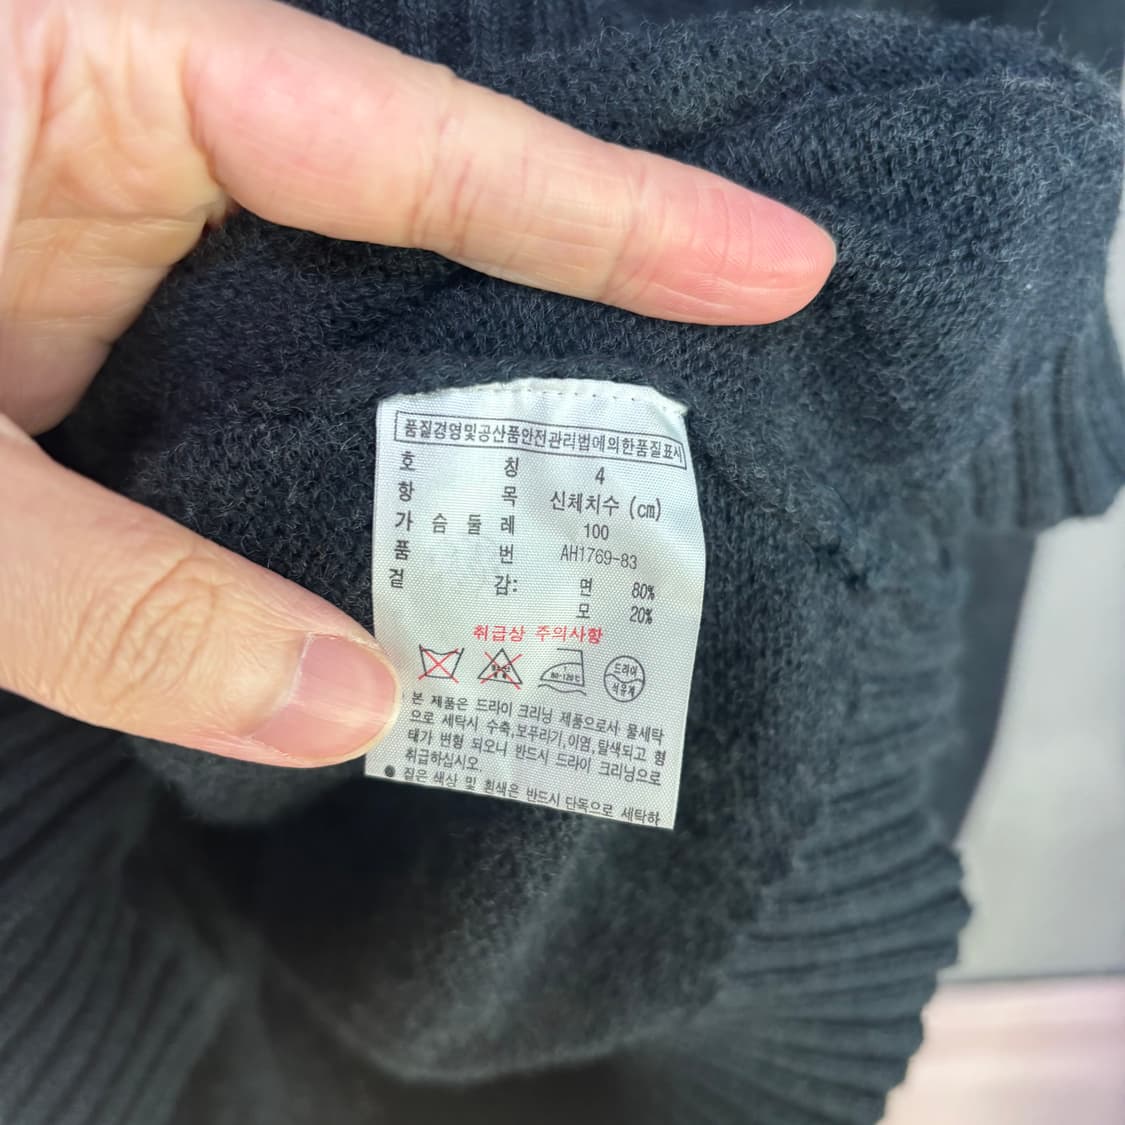 품질경영및공산품안전관리법에의한품질표시
호 칭 4
항 목 신체치수 (cm)
가 슴 둘 레 100
품 번 AH1769-83
겉 감: 면 80%
모 20%
취급상 주의사항
80-120℃
드라이
석유계
본 제품은 드라이 크리닝 제품으로서 물세탁
으로 세탁시 수축,보푸라기,이염,탈색되고 형
태가 변형 되오니 반드시 드라이 크리닝으로
취급하십시오.
● 짙은 색상 및 흰색은 반드시 단독으로 세탁하